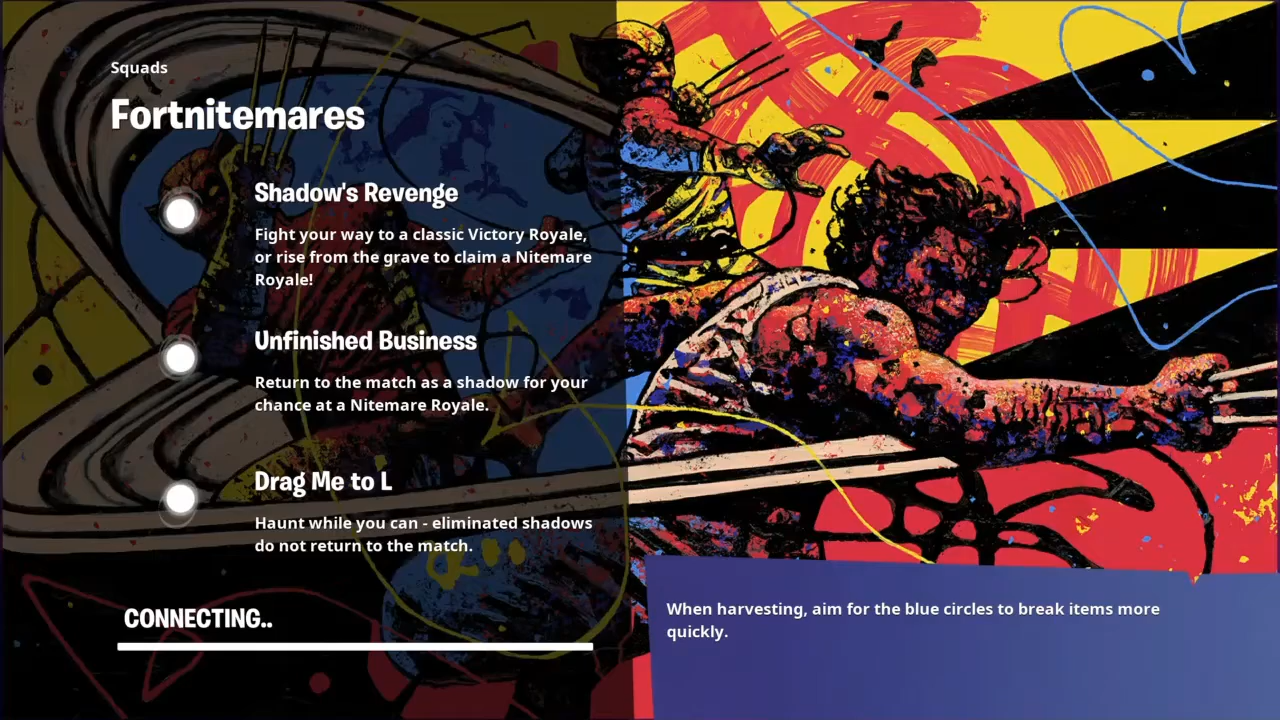 Squads
Fortnitemares
Shadow's Revenge
Fight your way to a classic Victory Royale,
or rise from the grave to claim a Nitemare
Royale!
Unfinished Business
Return to the match as a shadow for your
chance at a Nitemare Royale.
Drag Me to L
Haunt while you can - eliminated shadows
do not return to the match.
CONNECTING..
When harvesting, aim for the blue circles to break items more
quickly.